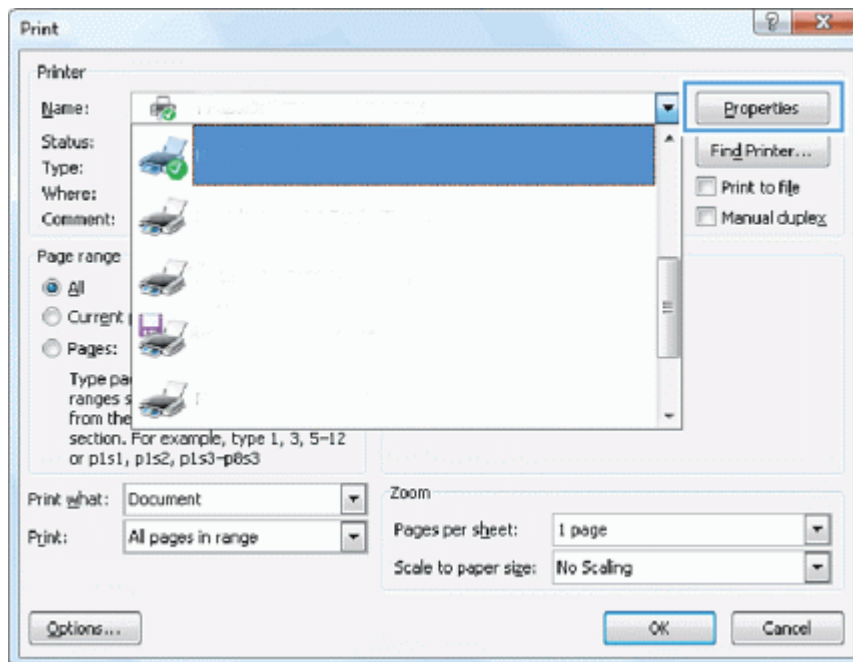 Print
Printer
Name:
Properties
Status:
Find Printer...
Type:
Where:
Print to file
Comment:
Manual duplex
Page range
All
Current
Pages:
Type
ranges
from the
section. For example, type 1, 3, 5-12
or p1s1, p1s2, p1s3-p8s3
Print what: Document
Print: All pages in range
Zoom
Pages per sheet: 1 page
Scale to paper size: No Scaling
Options...
OK
Cancel